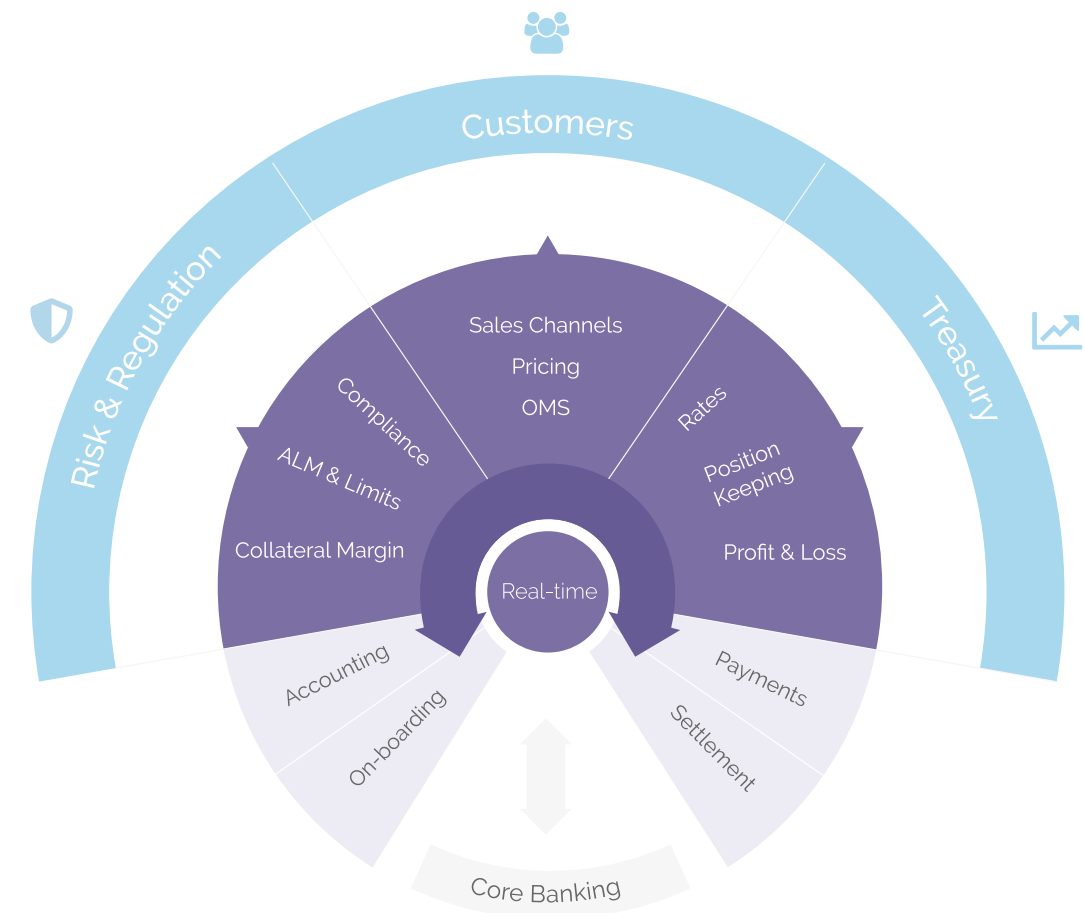 Customers
Risk & Regulation
Treasury
Sales Channels
Pricing
OMS
Compliance
ALM & Limits
Collateral Margin
Rates
Position
Keeping
Profit & Loss
Real-time
Accounting
On-boarding
Payments
Settlement
Core Banking